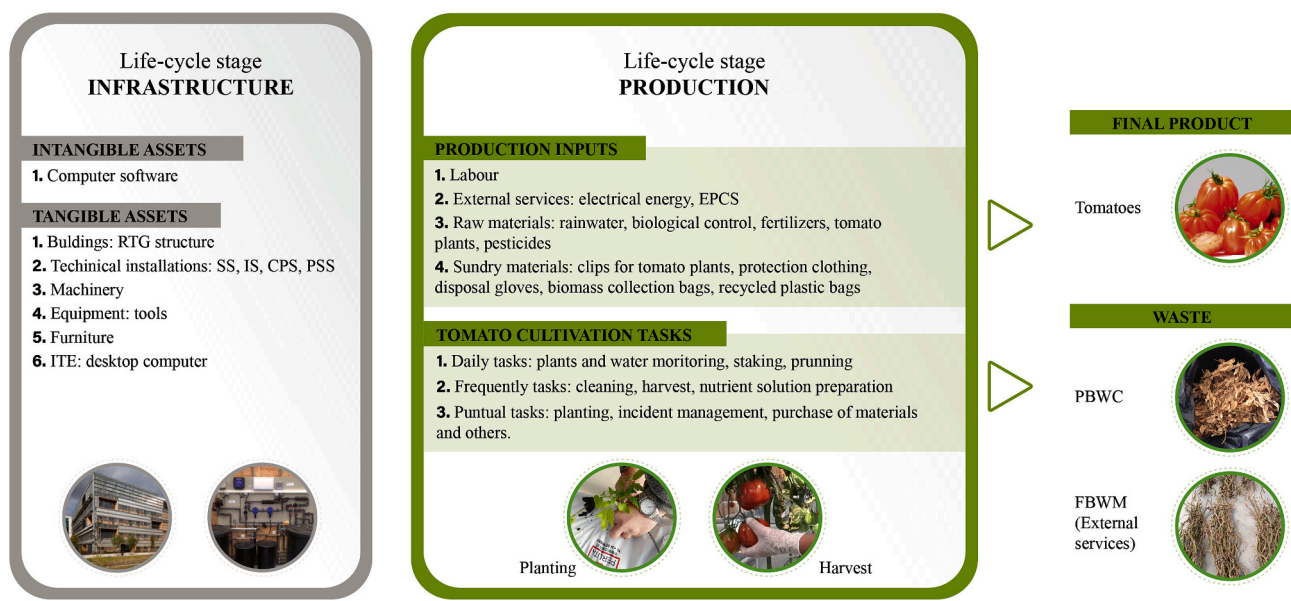 Life-cycle stage
INFRASTRUCTURE
INTANGIBLE ASSETS
1. Computer software
TANGIBLE ASSETS
1. Buldings: RTG structure
2. Techinical installations: SS, IS, CPS, PSS
3. Machinery
4. Equipment: tools
5. Furniture
6. ITE: desktop computer
Life-cycle stage
PRODUCTION
PRODUCTION INPUTS
1. Labour
2. External services: electrical energy, EPCS
3. Raw materials: rainwater, biological control, fertilizers, tomato
plants, pesticides
4. Sundry materials: clips for tomato plants, protection clothing,
disposal gloves, biomass collection bags, recycled plastic bags
TOMATO CULTIVATION TASKS
1. Daily tasks: plants and water moritoring, staking, prunning
2. Frequently tasks: cleaning, harvest, nutrient solution preparation
3. Puntual tasks: planting, incident management, purchase of materials
and others.
Planting
PERLITA
Harvest
FINAL PRODUCT
Tomatoes
WASTE
PBWC
FBWM
(External
services)